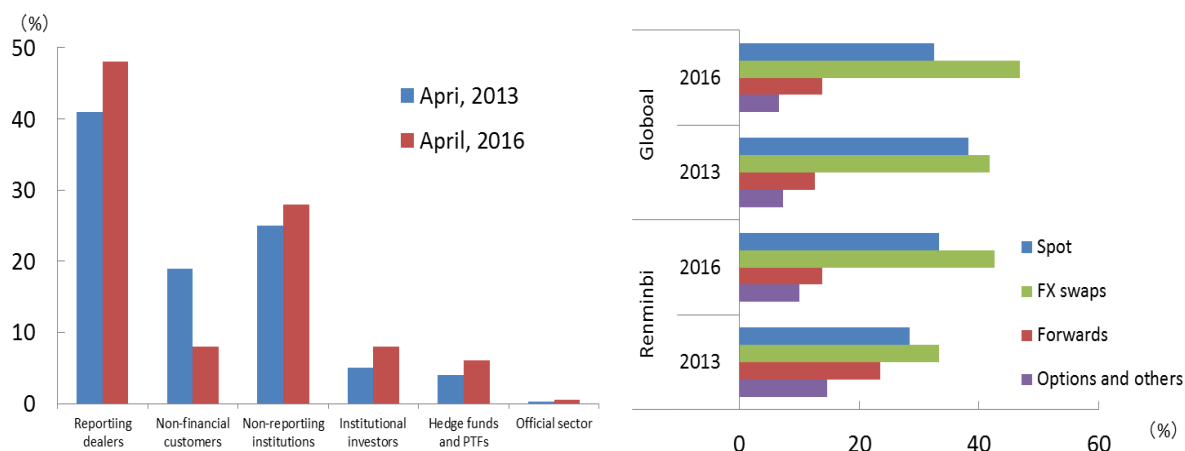 (%)
50
40
30
20
10
0
Apri, 2013
April, 2016
Reportiing
dealers
Non-financial
customers
Non-reporting
institutions
Institutional
investors
Hedge funds
and PTFs
Official sector
Globoal
2016
2013
Renminbi
2016
2013
Spot
FX swaps
Forwards
Options and others
0 20 40 60 (%)